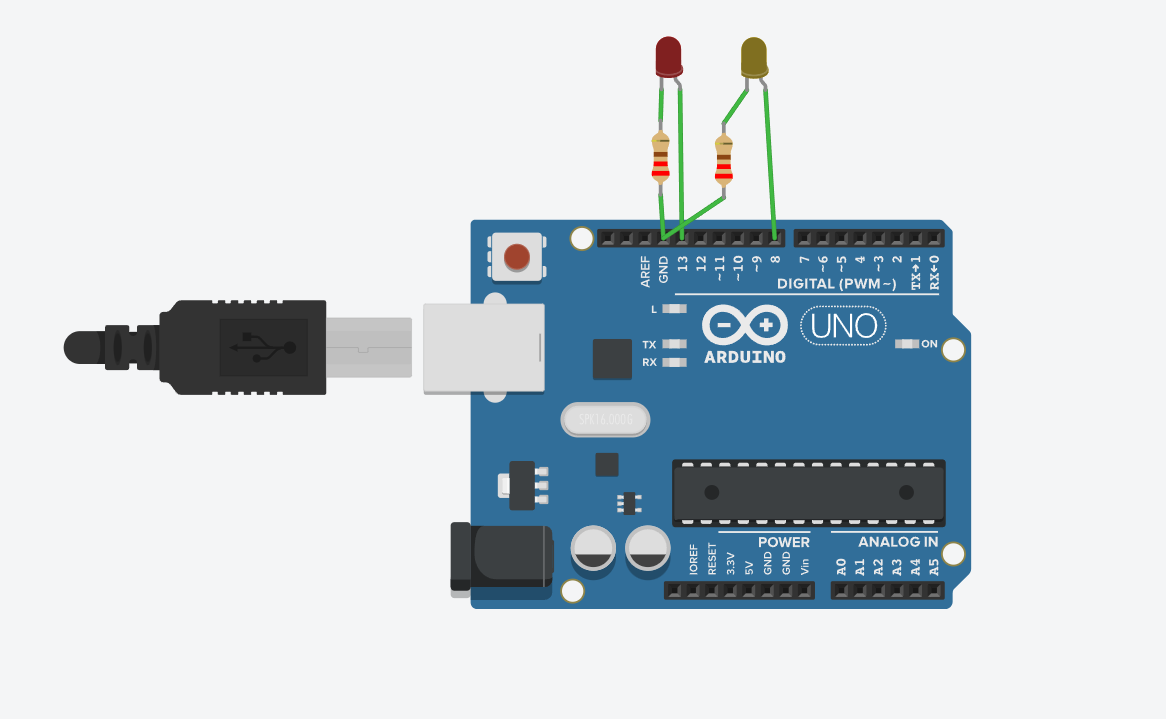 AREF
GND
13
12
~11
~10
~9
8
7
~6
~5
4
~3
2
TX→1
RX←0
DIGITAL (PWM~)
L
TX
RX
ARDUINO
UNO
ON
SPK16.000G
POWER
ANALOG IN
IOREF
RESET
3.3V
5V
GND
GND
Vin
A0
A1
A2
A3
A4
A5